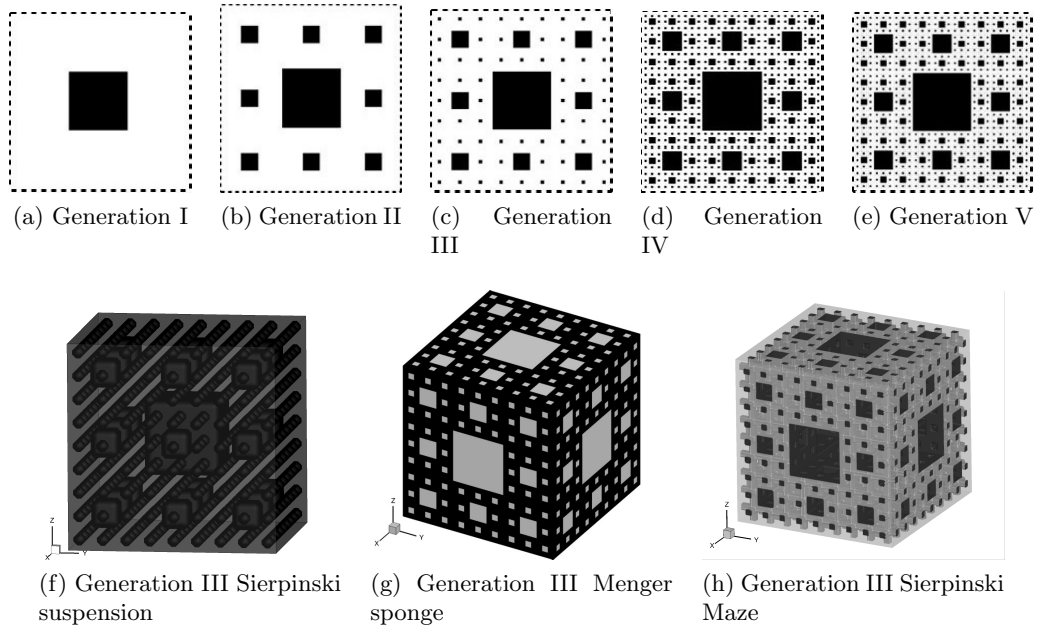 (a) Generation I
(b) Generation II
(c) Generation
III
(d) Generation
IV
(e) Generation V
Z
X
Y
Z
X
Y
Z
X
Y
(f) Generation III Sierpinski
suspension
(g) Generation III Menger
sponge
(h) Generation III Sierpinski
Maze